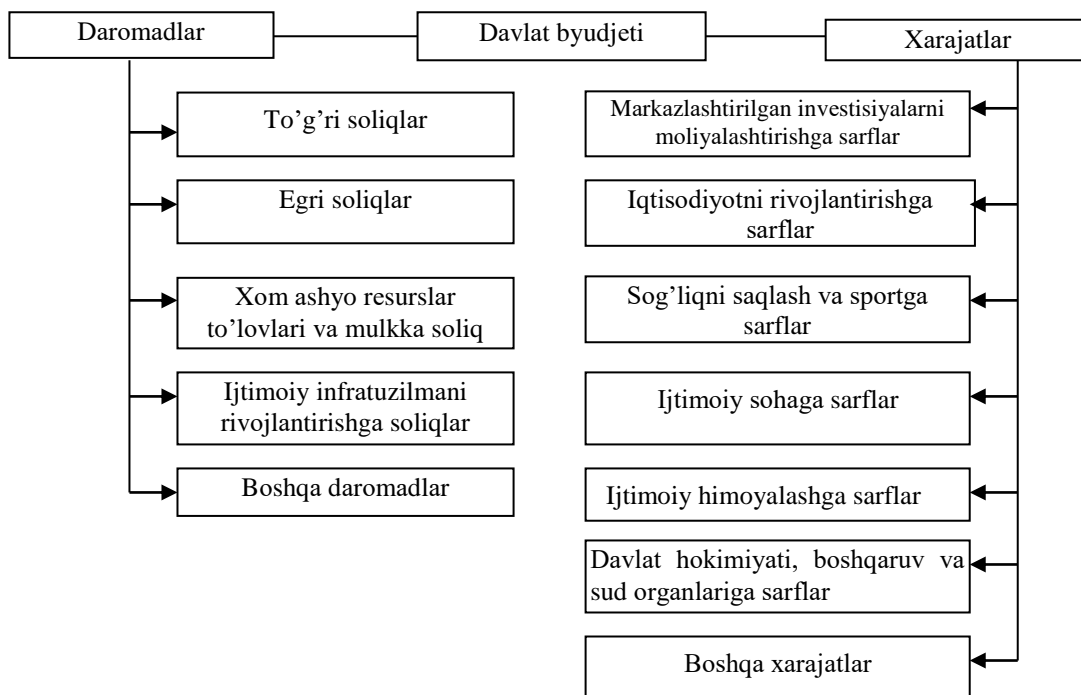 Daromadlar
Davlat byudjeti
Xarajatlar
To’g’ri soliqlar
Egri soliqlar
Xom ashyo resurslar
to’lovlari va mulkka soliq
Ijtimoiy infratuzilmani
rivojlantirishga soliqlar
Boshqa daromadlar
Markazlashtirilgan investisiyalarni
moliyalashtirishga sarflar
Iqtisodiyotni rivojlantirishga
sarflar
Sog’liqni saqlash va sportga
sarflar
Ijtimoiy sohaga sarflar
Ijtimoiy himoyalashga sarflar
Davlat hokimiyati, boshqaruv va
sud organlariga sarflar
Boshqa xarajatlar